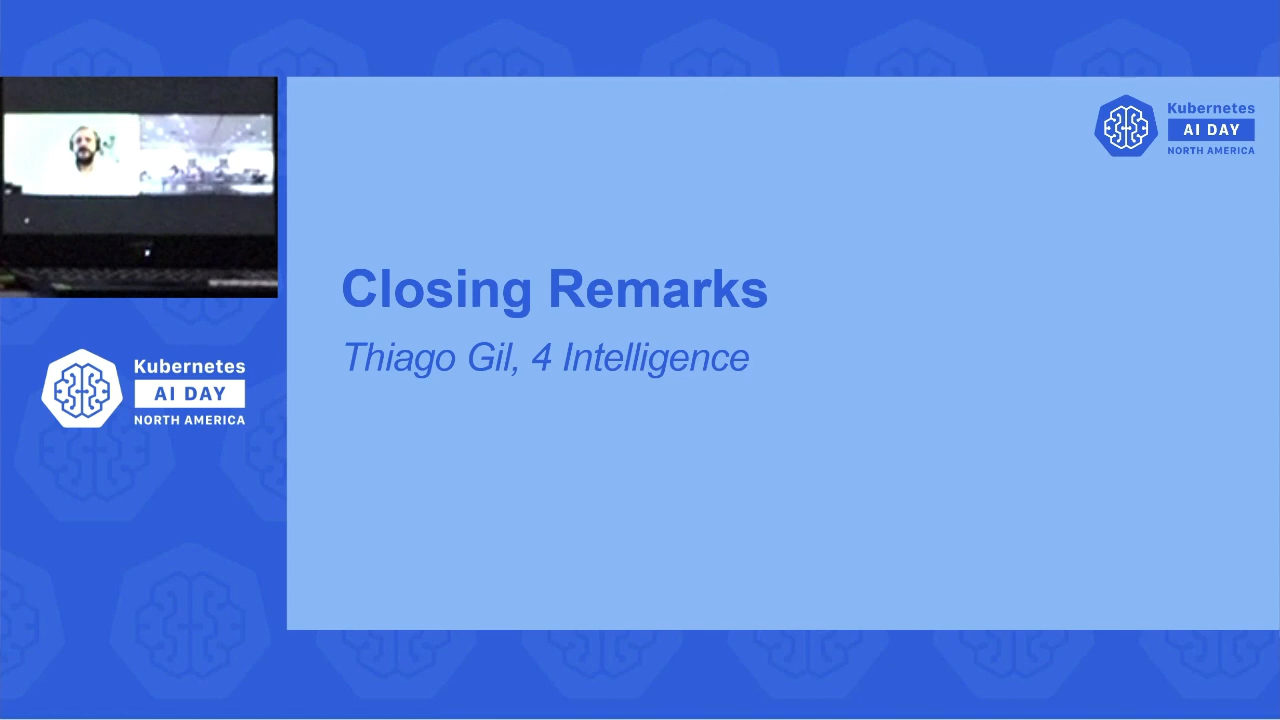 Kubernetes
AI DAY
NORTH AMERICA
Closing Remarks
Thiago Gil, 4 Intelligence
Kubernetes
AI DAY
NORTH AMERICA